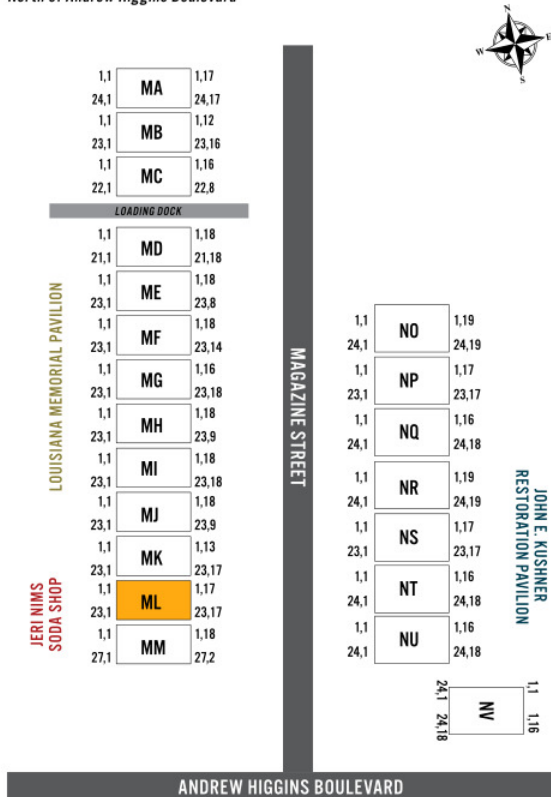 North of Andrew Higgins Boulevard
N
W E
S
1,1 MA 1,17
24,1 24,17
1,1 MB 1,12
23,1 23,16
1,1 MC 1,16
22,1 22,8
LOADING DOCK
1,1 MD 1,18
21,1 21,18
1,1 ME 1,18
23,1 23,8
1,1 MF 1,18
23,1 23,14
1,1 MG 1,16
23,1 23,18
1,1 MH 1,18
23,1 23,9
1,1 MI 1,18
23,1 23,18
1,1 MJ 1,18
23,1 23,9
1,1 MK 1,13
23,1 23,17
1,1 ML 1,17
23,1 23,17
1,1 MM 1,18
27,1 27,2
LOUISIANA MEMORIAL PAVILION
JERI NIMS
SODA SHOP
MAGAZINE STREET
1,1 NO 1,19
24,1 24,19
1,1 NP 1,17
23,1 23,17
1,1 NQ 1,16
24,1 24,18
1,1 NR 1,19
24,1 24,19
1,1 NS 1,17
23,1 23,17
1,1 NT 1,16
24,1 24,18
1,1 NU 1,16
24,1 24,18
JOHN E. KUSHNER
RESTORATION PAVILION
1,1 NV 1,16
24,1 24,18
ANDREW HIGGINS BOULEVARD